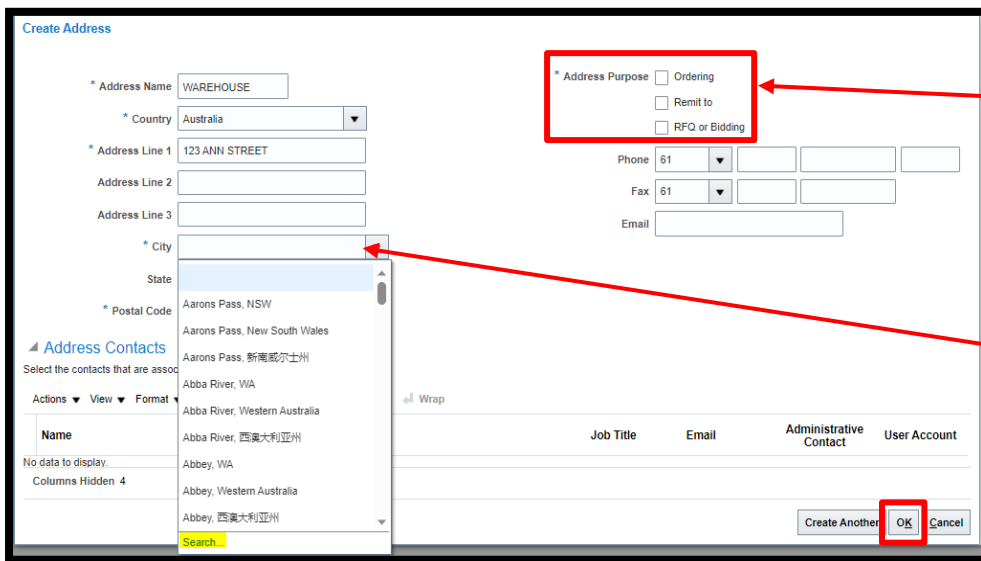 Create Address
* Address Name WAREHOUSE
* Country Australia
* Address Line 1 123 ANN STREET
Address Line 2
Address Line 3
* City
State
* Postal Code
* Address Purpose Ordering
Remit to
RFQ or Bidding
Phone 61
Fax 61
Email
Aarons Pass, NSW
Aarons Pass, New South Wales
Aarons Pass, 新南威尔士州
Abba River, WA
Abba River, Western Australia
Abba River, 西澳大利亚州
Abbey, WA
Abbey, Western Australia
Abbey, 西澳大利亚州
Search...
Address Contacts
Select the contacts that are assoc
Actions View Format Wrap
Name Job Title Email Administrative Contact User Account
No data to display.
Columns Hidden 4
Create Another OK Cancel